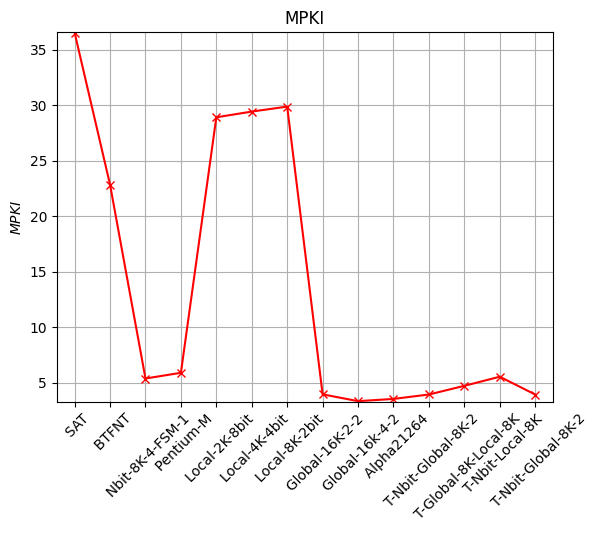 MPKI
MPKI
35
30
25
20
15
10
5
SAT
BTFNT
Nbit-8K-4-FSM-1
Pentium-M
Local-2K-8bit
Local-4K-4bit
Local-8K-2bit
Global-16K-2-2
Global-16K-4-2
Alpha21264
T-Nbit-Global-8K-2
T-Global-8K-Local-8K
T-Nbit-Local-8K
T-Nbit-Global-8K-2